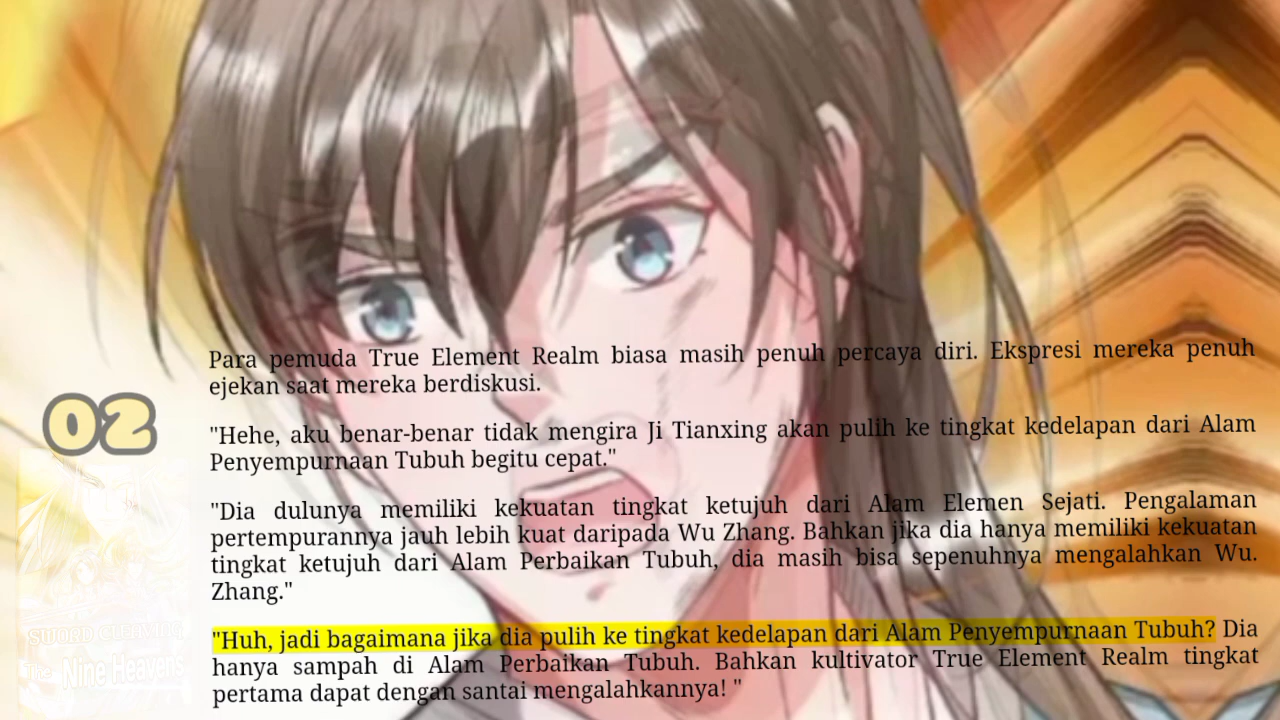 Para pemuda True Element Realm biasa masih penuh percaya diri. Ekspresi mereka penuh
ejekan saat mereka berdiskusi.
"Hehe, aku benar-benar tidak mengira Ji Tianxing akan pulih ke tingkat kedelapan dari Alam
Penyempurnaan Tubuh begitu cepat."
02
"Dia dulunya memiliki kekuatan tingkat ketujuh dari Alam Elemen Sejati. Pengalaman
pertempurannya jauh lebih kuat daripada Wu Zhang. Bahkan jika dia hanya memiliki kekuatan
tingkat ketujuh dari Alam Perbaikan Tubuh, dia masih bisa sepenuhnya mengalahkan Wu.
Zhang."
"Huh, jadi bagaimana jika dia pulih ke tingkat kedelapan dari Alam Penyempurnaan Tubuh? Dia
hanya sampah di Alam Perbaikan Tubuh. Bahkan kultivator True Element Realm tingkat
pertama dapat dengan santai mengalahkannya! "
SWORD CLEAVING
The Nine Heavens